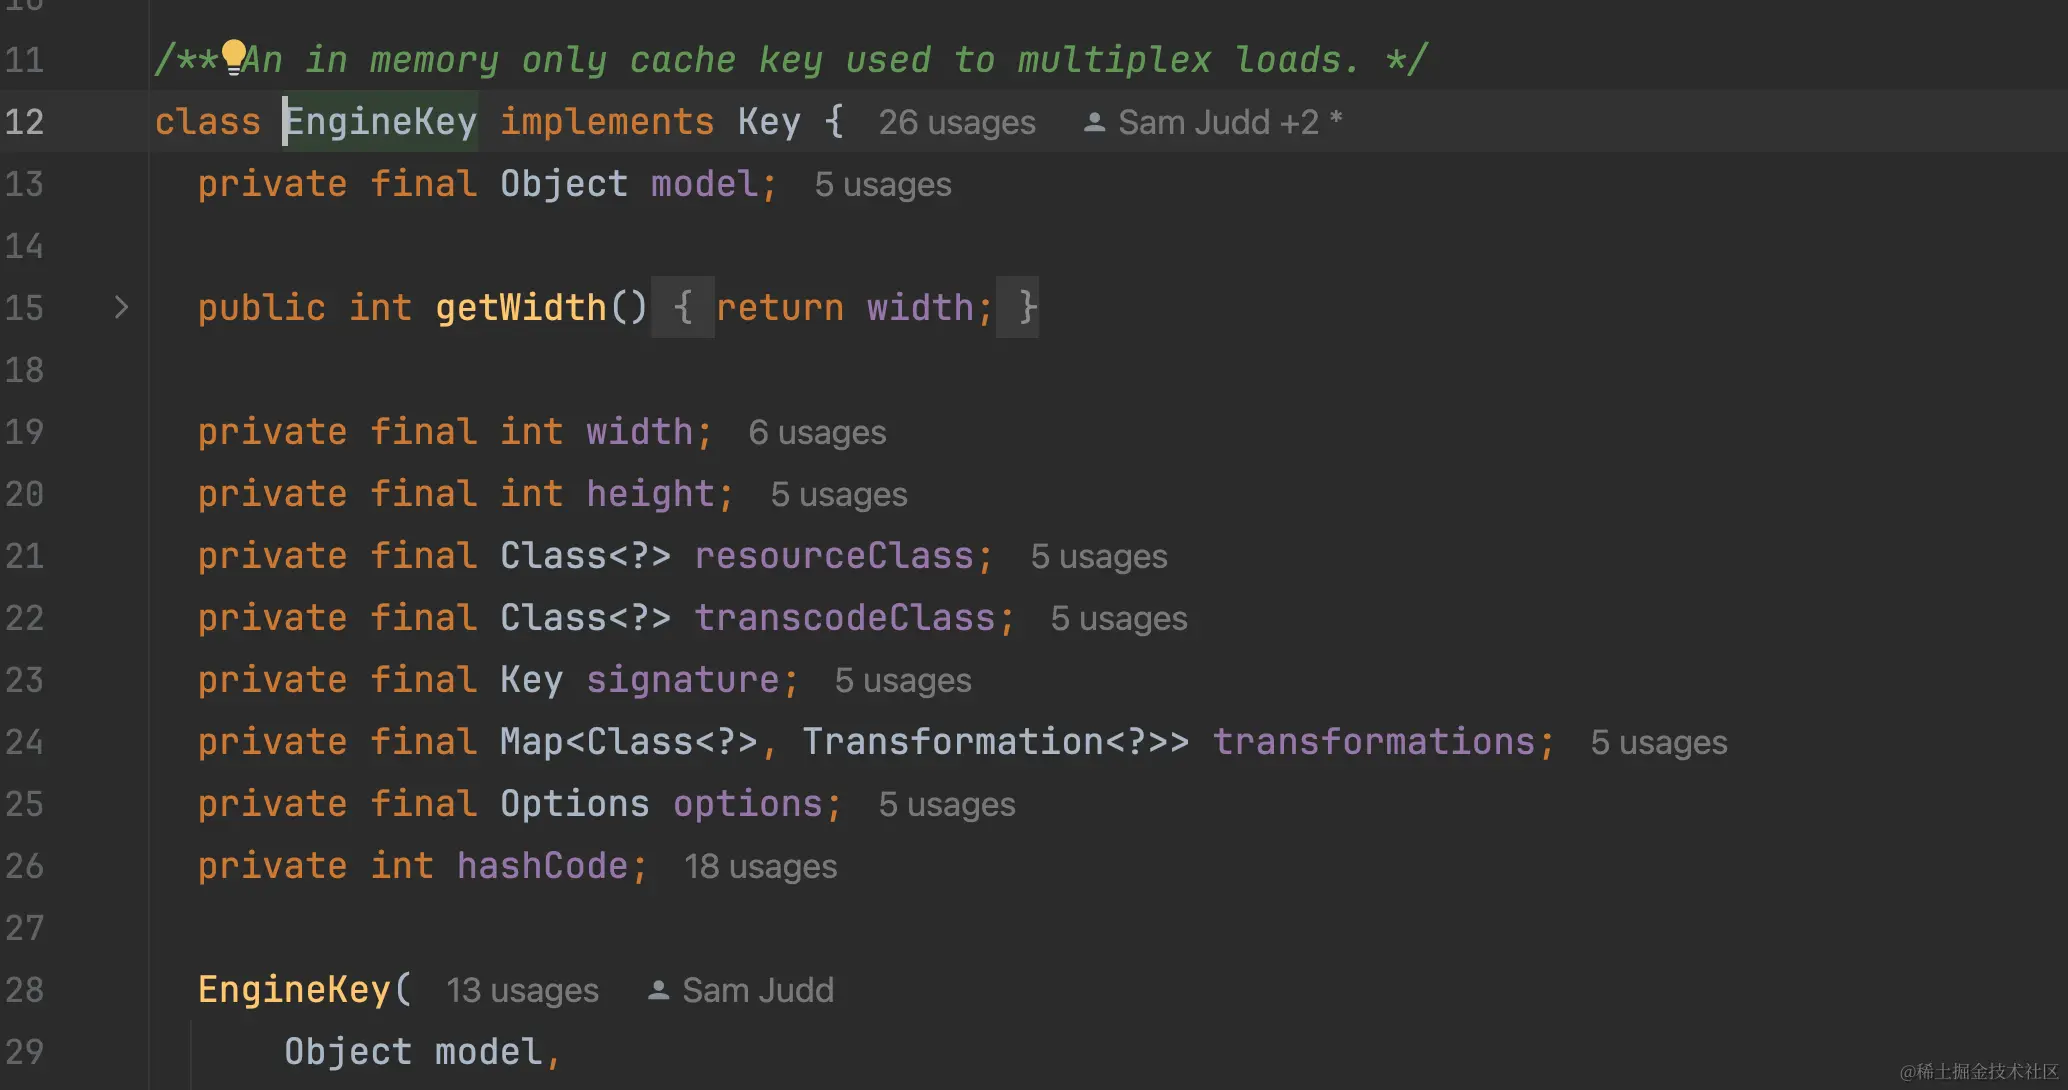 11 /** An in memory only cache key used to multiplex loads. */
12 class EngineKey implements Key { 26 usages Sam Judd +2 *
13 private final Object model; 5 usages
14
15 public int getWidth() { return width; }
18
19 private final int width; 6 usages
20 private final int height; 5 usages
21 private final Class<?> resourceClass; 5 usages
22 private final Class<?> transcodeClass; 5 usages
23 private final Key signature; 5 usages
24 private final Map<Class<?>, Transformation<?>> transformations; 5 usages
25 private final Options options; 5 usages
26 private int hashCode; 18 usages
27
28 EngineKey( 13 usages Sam Judd
29 Object model,
@稀土掘金技术社区